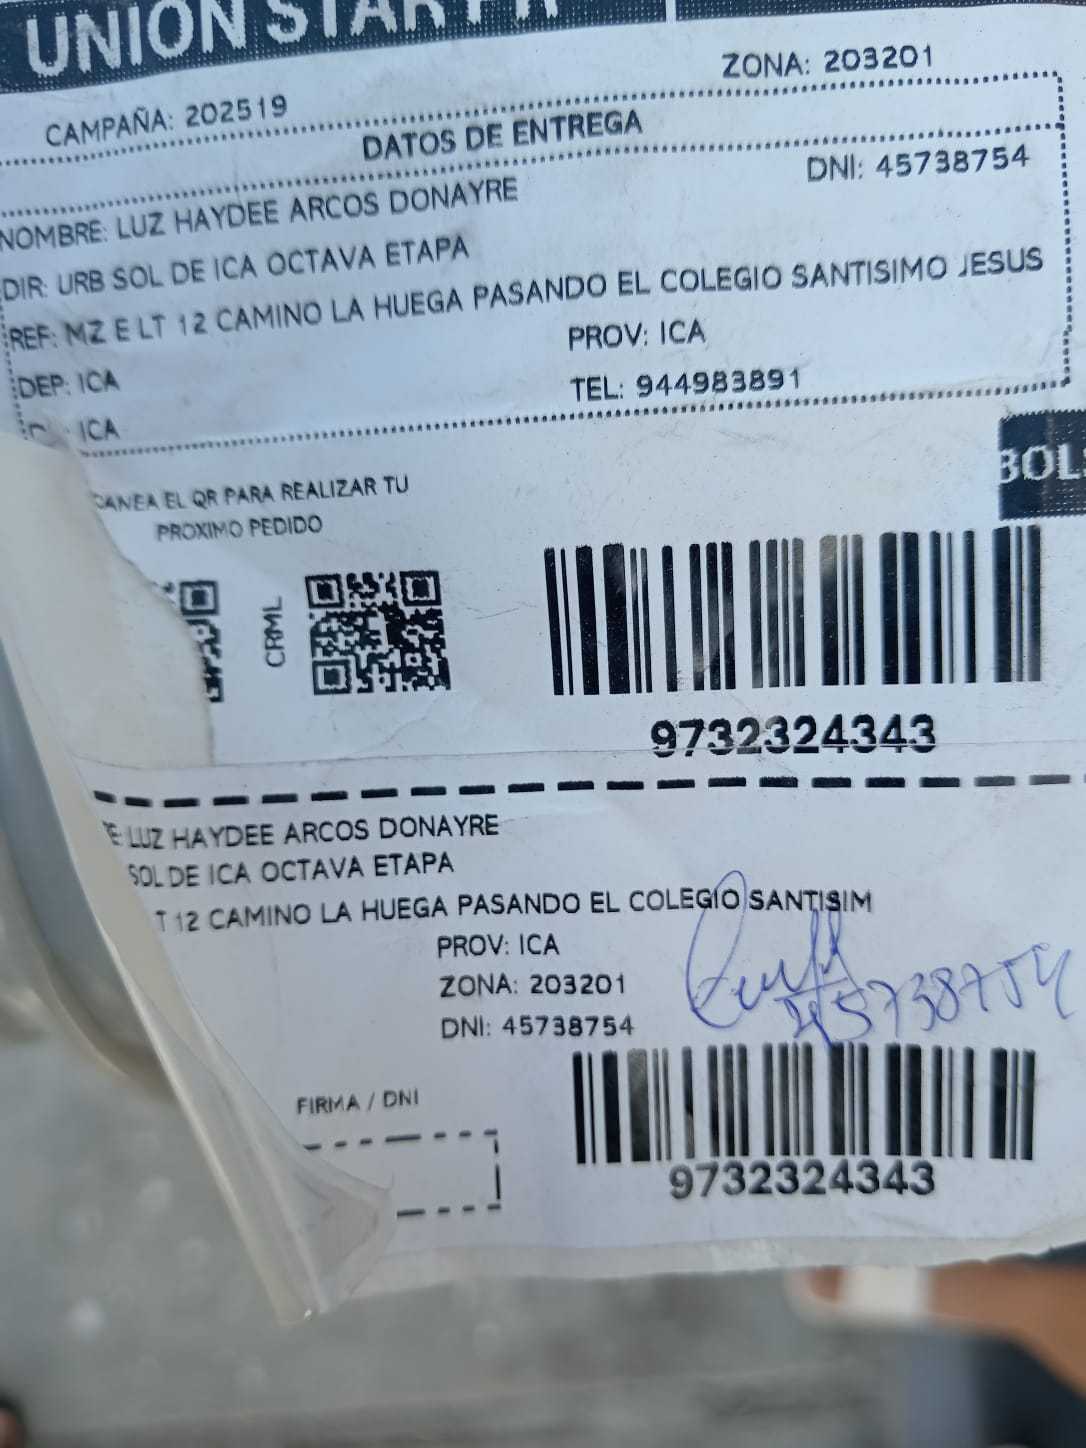 UNION STAR
ZONA: 203201
CAMPAÑA: 202519
DATOS DE ENTREGA
DNI: 45738754
NOMBRE: LUZ HAYDEE ARCOS DONAYRE
DIR: URB SOL DE ICA OCTAVA ETAPA
REF: MZ E LT 12 CAMINO LA HUEGA PASANDO EL COLEGIO SANTISIMO JESUS
DEP: ICA PROV: ICA
ICA TEL: 944983891
BOL
CANEA EL QR PARA REALIZAR TU
PROXIMO PEDIDO
CRML
9732324343
E: LUZ HAYDEE ARCOS DONAYRE
SOL DE ICA OCTAVA ETAPA
T 12 CAMINO LA HUEGA PASANDO EL COLEGIO SANTISIM
PROV: ICA
ZONA: 203201
DNI: 45738754
45738754
FIRMA / DNI
9732324343